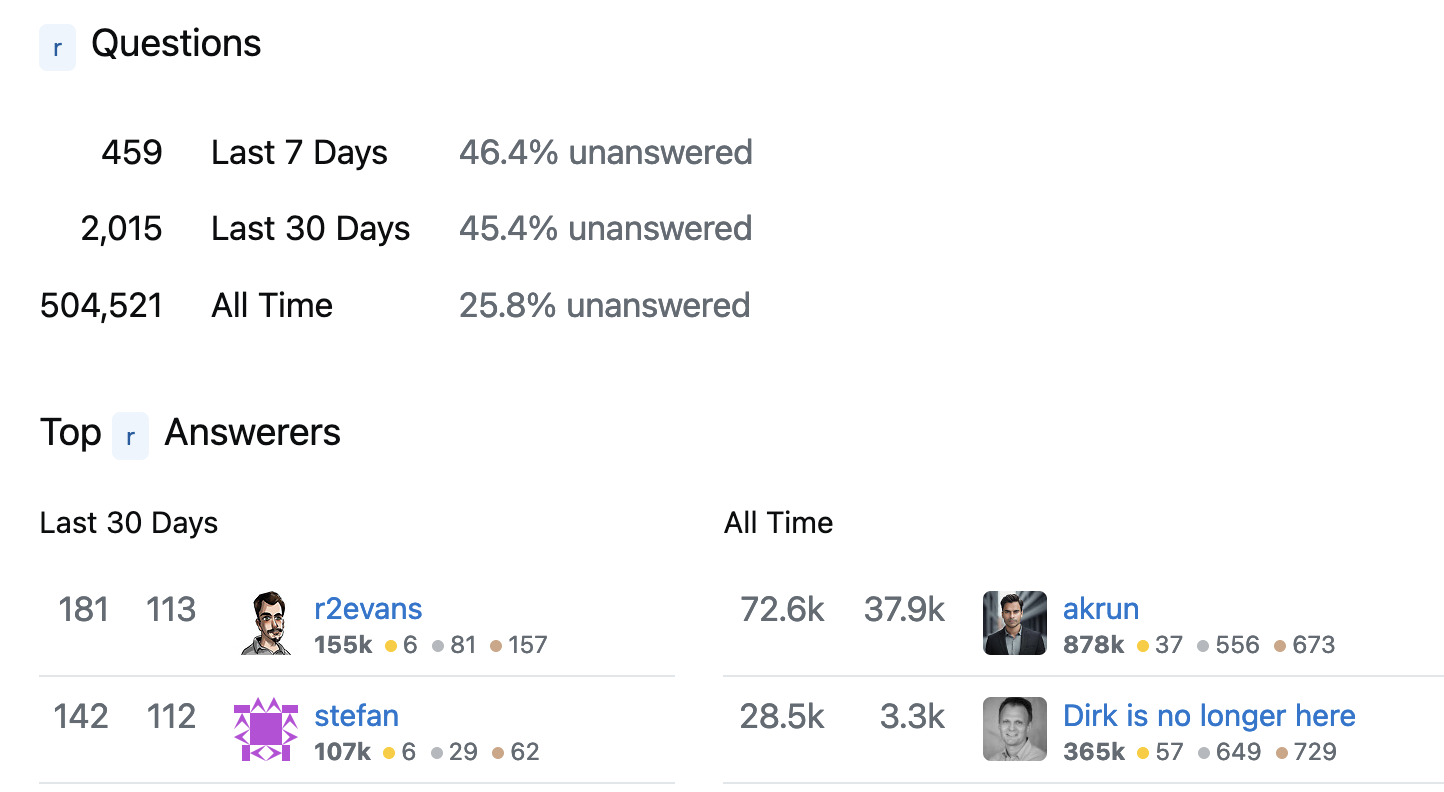 r Questions
459 Last 7 Days 46.4% unanswered
2,015 Last 30 Days 45.4% unanswered
504,521 All Time 25.8% unanswered
Top r Answerers
Last 30 Days
181 113 r2evans
155k 6 81 157
142 112 stefan
107k 6 29 62
All Time
72.6k 37.9k akrun
878k 37 556 673
28.5k 3.3k Dirk is no longer here
365k 57 649 729